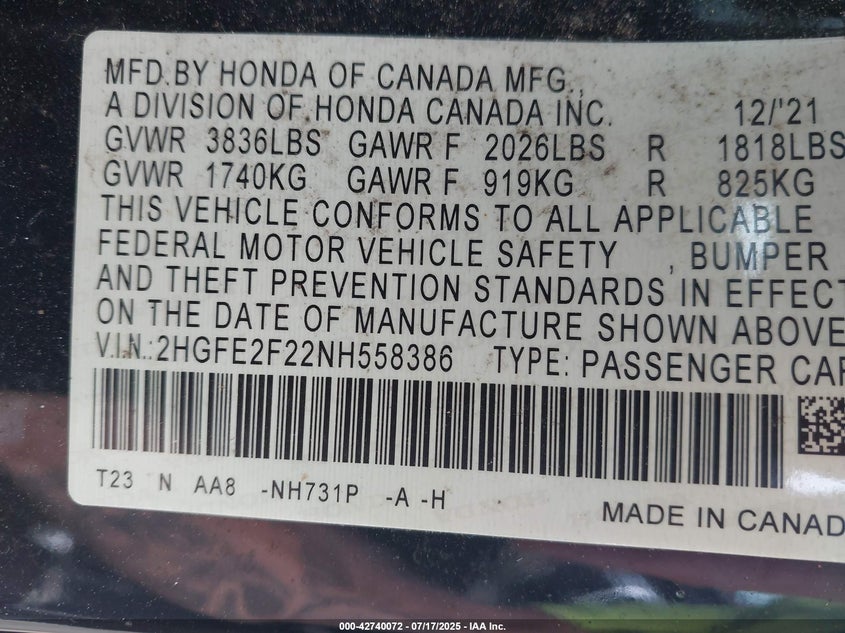 MFD.BY HONDA OF CANADA MFG.,
A DIVISION OF HONDA CANADA INC. 12/'21
GVWR 3836LBS GAWR F 2026LBS R 1818LBS
GVWR 1740KG GAWR F 919KG R 825KG
THIS VEHICLE CONFORMS TO ALL APPLICABLE
FEDERAL MOTOR VEHICLE SAFETY , BUMPER
AND THEFT PREVENTION STANDARDS IN EFFECT
ON THE DATE OF MANUFACTURE SHOWN ABOVE
V.I.N.:2HGFE2F22NH558386 TYPE: PASSENGER CAR
T23 N AA8 -NH731P -A -H
MADE IN CANAD
000-42740072 / 07/17/2025 - IAA Inc.